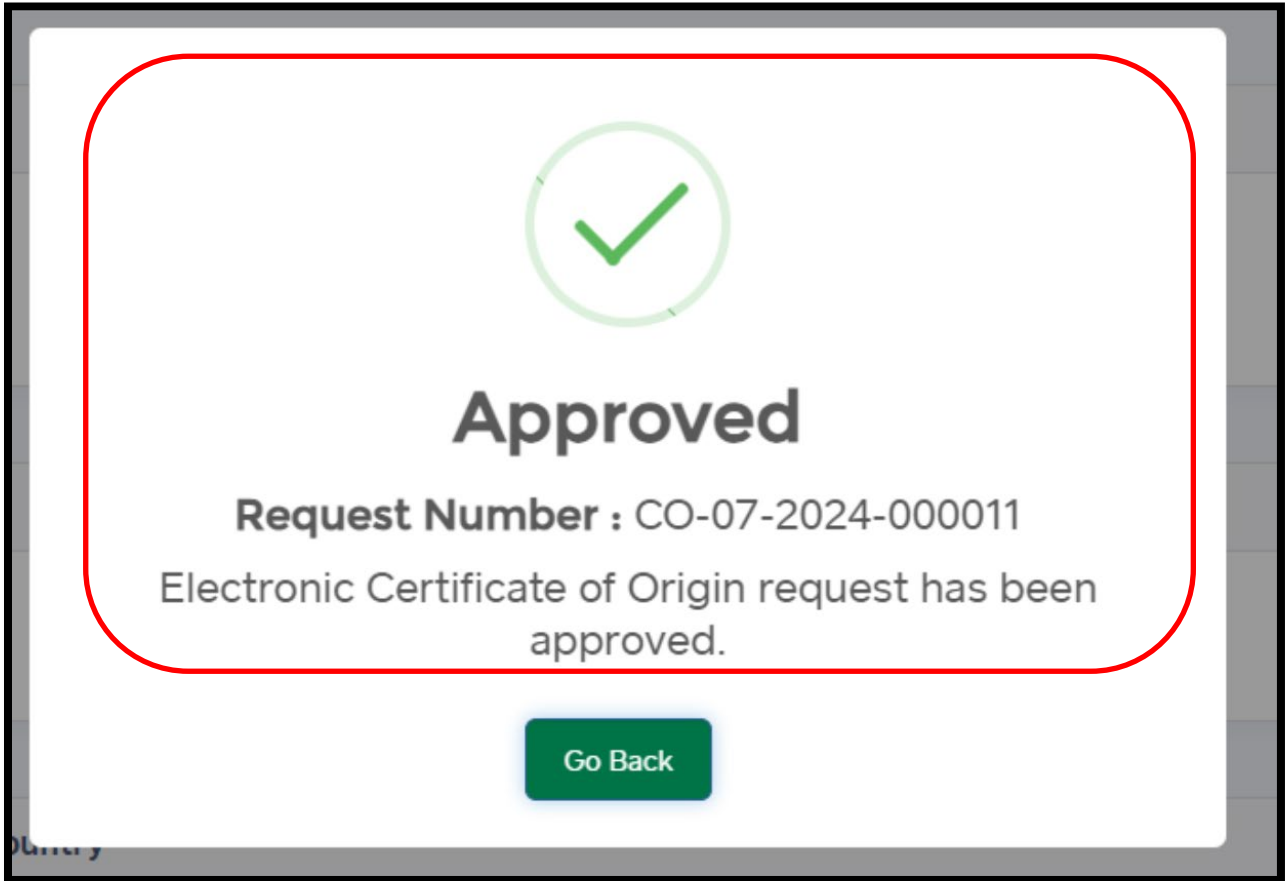 Approved
Request Number : CO-07-2024-000011
Electronic Certificate of Origin request has been
approved.
Go Back